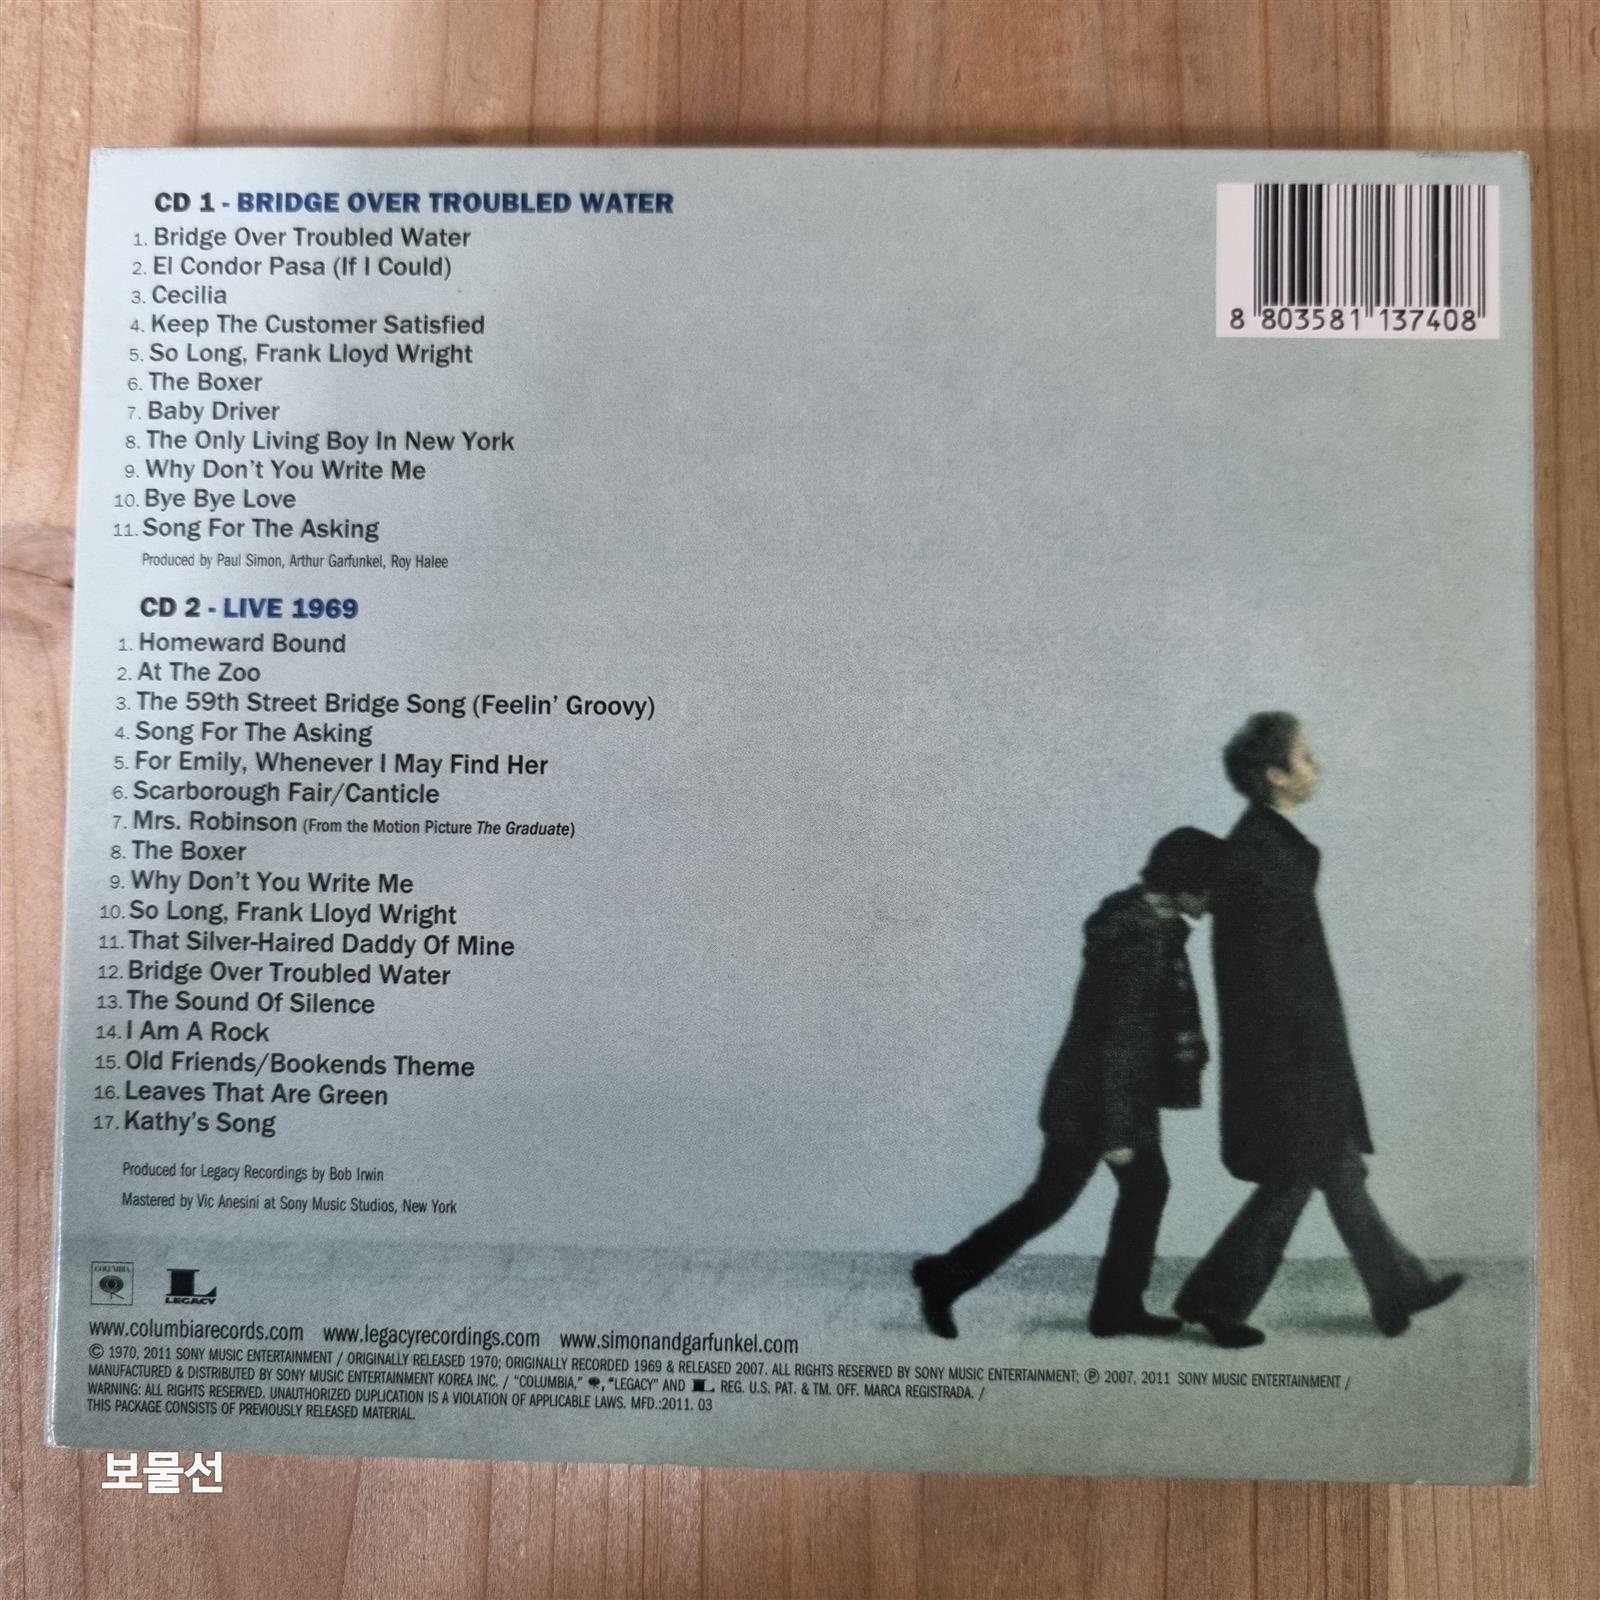 CD 1 - BRIDGE OVER TROUBLED WATER
1. Bridge Over Troubled Water
2. El Condor Pasa (If I Could)
3. Cecilia
4. Keep The Customer Satisfied
5. So Long, Frank Lloyd Wright
6. The Boxer
7. Baby Driver
8. The Only Living Boy In New York
9. Why Don't You Write Me
10. Bye Bye Love
11. Song For The Asking
Produced by Paul Simon, Arthur Garfunkel, Roy Halee
8 803581 137408
CD 2 - LIVE 1969
1. Homeward Bound
2. At The Zoo
3. The 59th Street Bridge Song (Feelin' Groovy)
4. Song For The Asking
5. For Emily, Whenever I May Find Her
6. Scarborough Fair/Canticle
7. Mrs. Robinson (From the Motion Picture The Graduate)
8. The Boxer
9. Why Don't You Write Me
10. So Long, Frank Lloyd Wright
11. That Silver-Haired Daddy Of Mine
12. Bridge Over Troubled Water
13. The Sound Of Silence
14. I Am A Rock
15. Old Friends/Bookends Theme
16. Leaves That Are Green
17. Kathy's Song
Produced for Legacy Recordings by Bob Irwin
Mastered by Vic Anesini at Sony Music Studios, New York
COLUMBIA
L LEGACY
www.columbiarecords.com www.legacyrecordings.com www.simonandgarfunkel.com
© 1970, 2011 SONY MUSIC ENTERTAINMENT / ORIGINALLY RELEASED 1970; ORIGINALLY RECORDED 1969 & RELEASED 2007. ALL RIGHTS RESERVED BY SONY MUSIC ENTERTAINMENT; ℗ 2007, 2011 SONY MUSIC ENTERTAINMENT /
MANUFACTURED & DISTRIBUTED BY SONY MUSIC ENTERTAINMENT KOREA INC. / "COLUMBIA," , "LEGACY" AND L REG. U.S. PAT. & TM. OFF. MARCA REGISTRADA. /
WARNING: ALL RIGHTS RESERVED. UNAUTHORIZED DUPLICATION IS A VIOLATION OF APPLICABLE LAWS. MFD.:2011. 03
THIS PACKAGE CONSISTS OF PREVIOUSLY RELEASED MATERIAL.
보물선